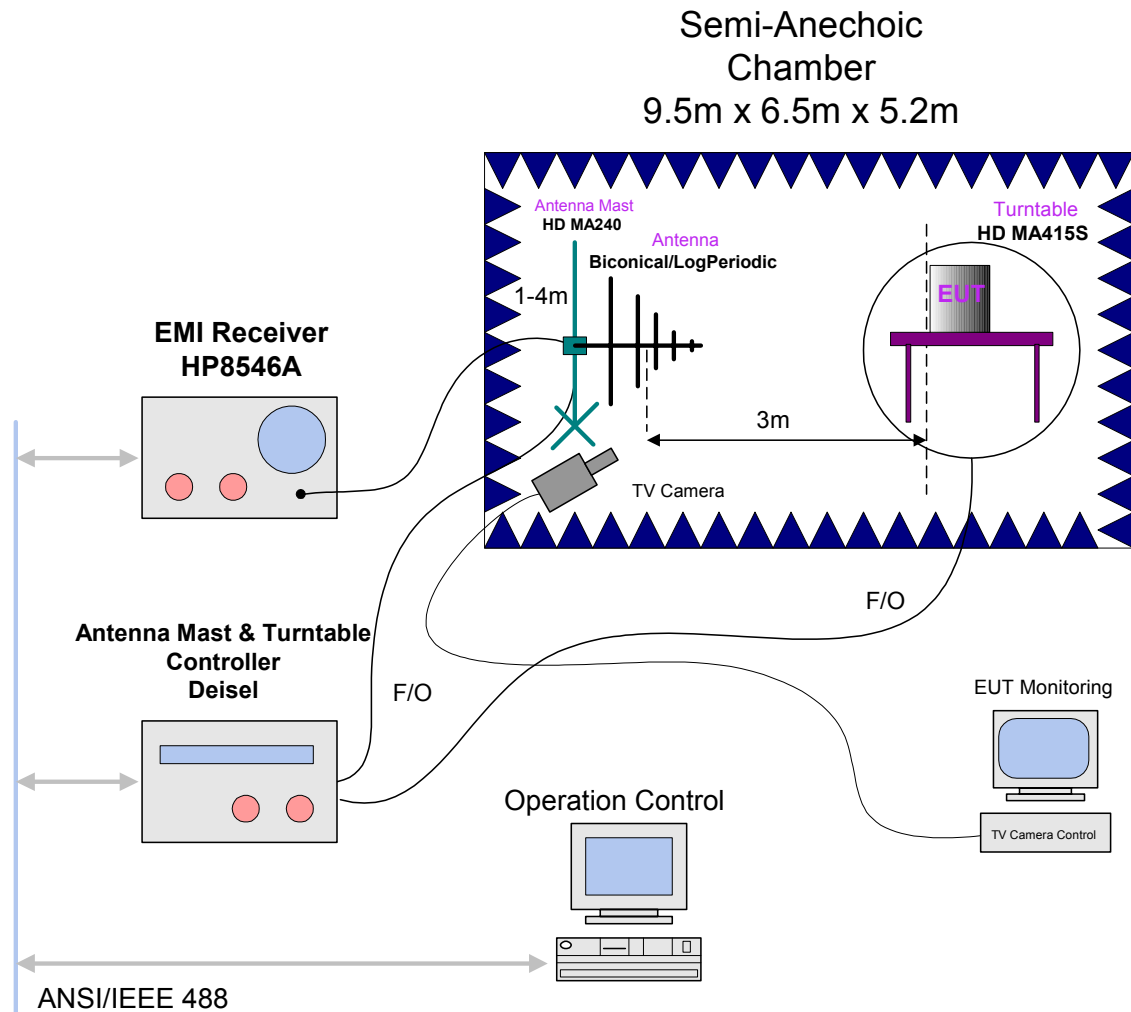 Semi-Anechoic
Chamber
9.5m x 6.5m x 5.2m
Antenna Mast
HD MA240
Antenna
Biconical/LogPeriodic
1-4m
Turntable
HD MA415S
EUT
3m
TV Camera
EMI Receiver
HP8546A
F/O
Antenna Mast & Turntable
Controller
Deisel
F/O
EUT Monitoring
TV Camera Control
Operation Control
ANSI/IEEE 488